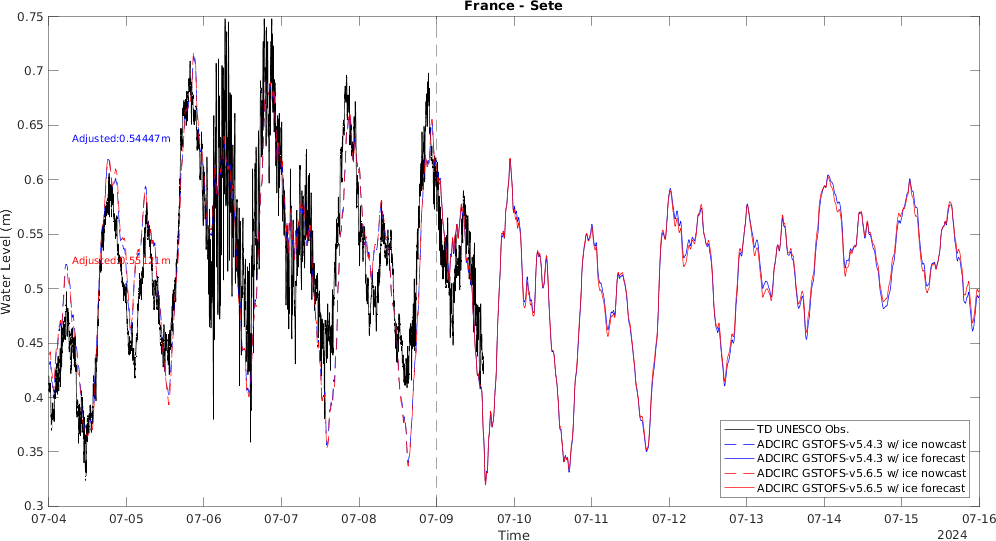 France - Sete
0.75
0.7
0.65
0.6
0.55
0.5
0.45
0.4
0.35
0.3
Water Level (m)
Adjusted:0.54447m
Adjusted:0.55121m
TD UNESCO Obs.
ADCIRC GSTOFS-v5.4.3 w/ ice nowcast
ADCIRC GSTOFS-v5.4.3 w/ ice forecast
ADCIRC GSTOFS-v5.6.5 w/ ice nowcast
ADCIRC GSTOFS-v5.6.5 w/ ice forecast
07-04 07-05 07-06 07-07 07-08 07-09 07-10 07-11 07-12 07-13 07-14 07-15 07-16
Time
2024